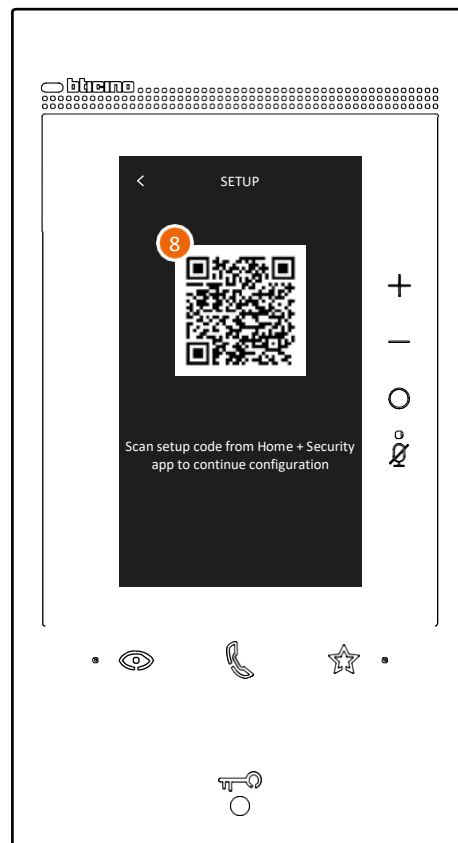 bticino
SETUP
8
Scan setup code from Home + Security
app to continue configuration